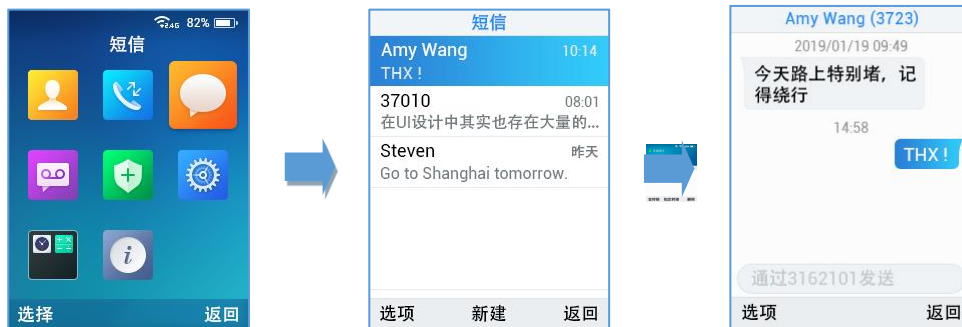 2.4G 82%
短信
选择 返回
短信
Amy Wang 10:14
THX !
37010 08:01
在UI设计中其实也存在大量的...
Steven 昨天
Go to Shanghai tomorrow.
选项 新建 返回
Amy Wang (3723)
2019/01/19 09:49
今天路上特别堵，记
得绕行
14:58
THX !
通过3162101发送
选项 返回